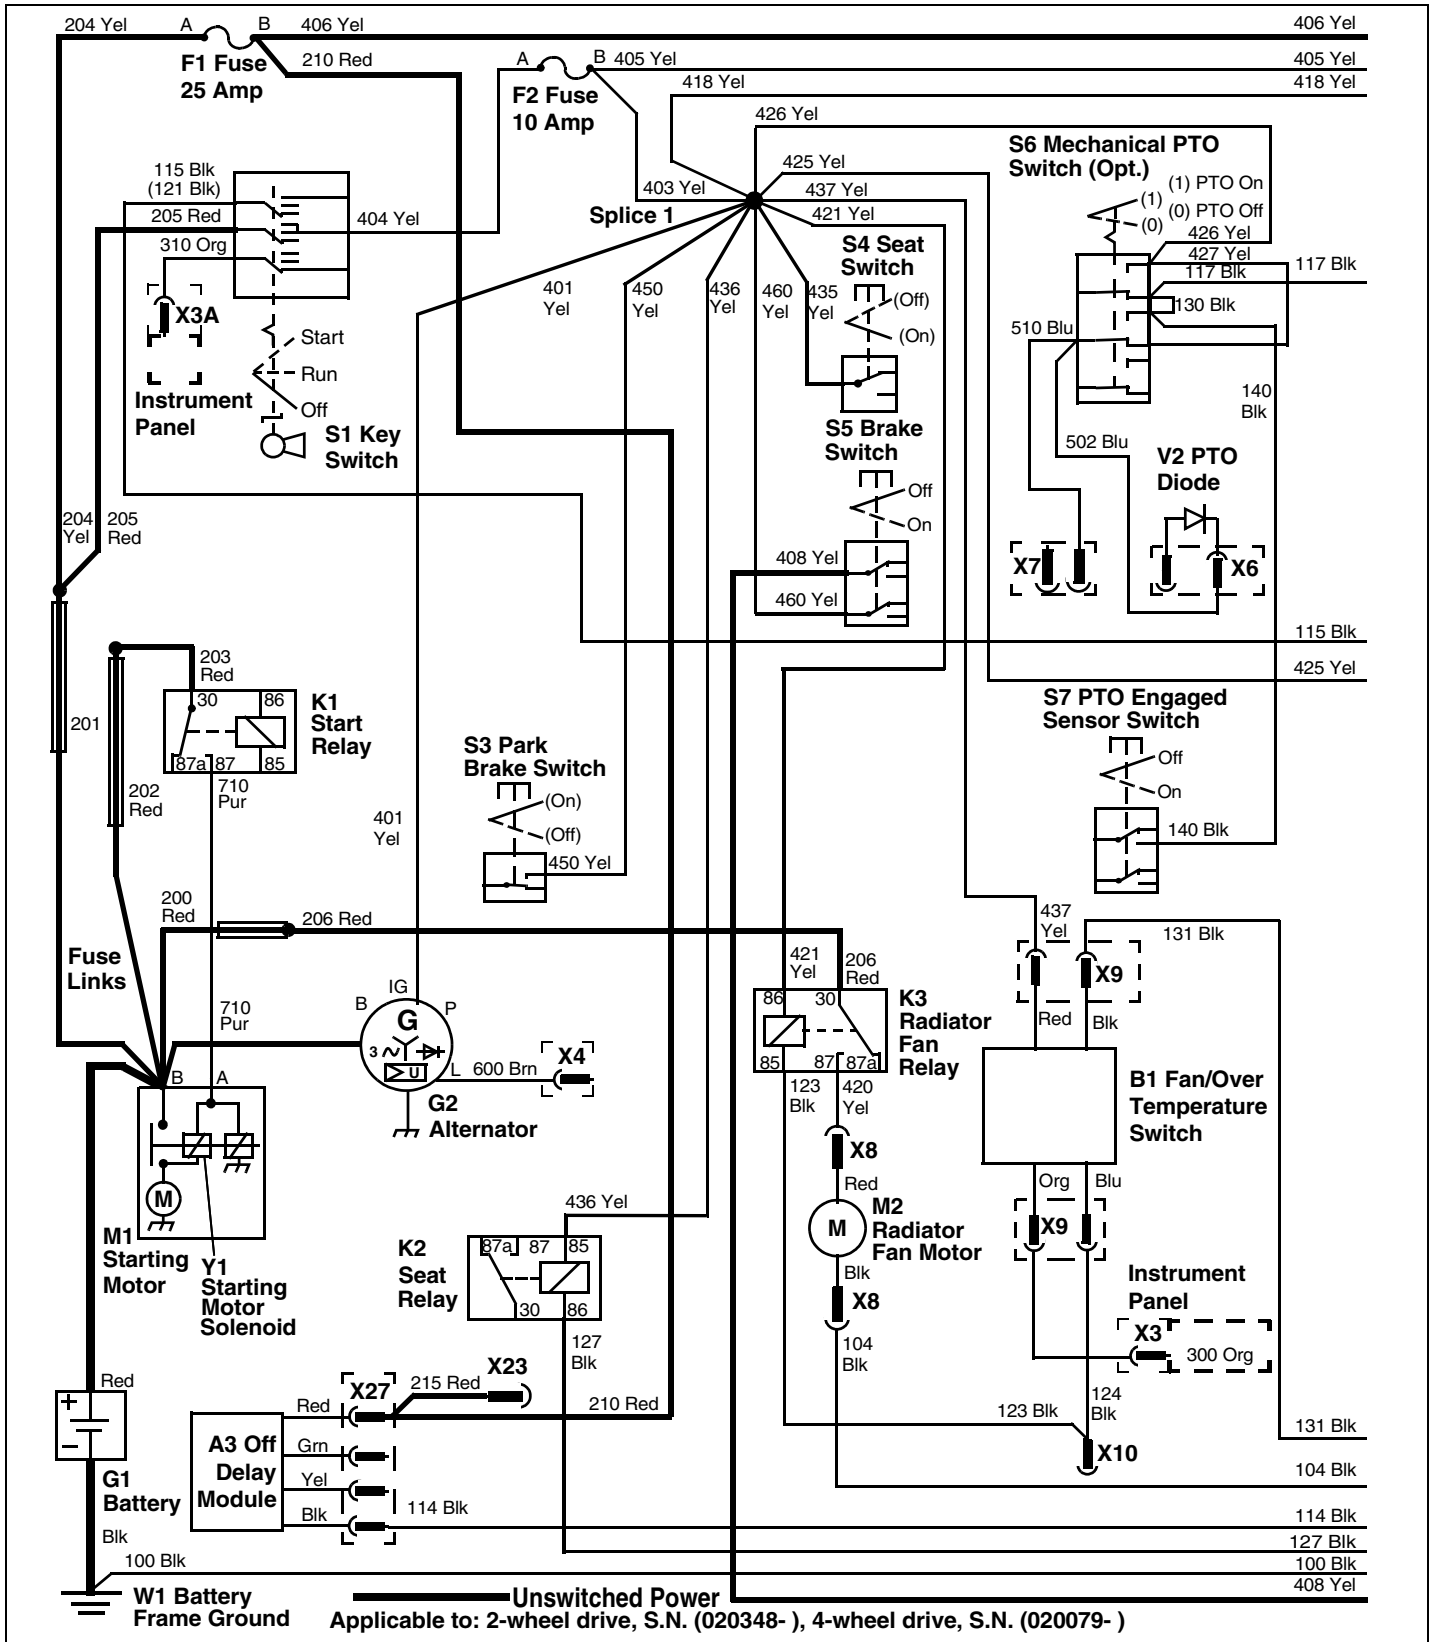 204 Yel
A
B
406 Yel
406 Yel
F1 Fuse
25 Amp
210 Red
A
B
405 Yel
405 Yel
F2 Fuse
10 Amp
418 Yel
418 Yel
426 Yel
S6 Mechanical PTO
Switch (Opt.)
(1) PTO On
(1)
(0) PTO Off
(0)
426 Yel
427 Yel
117 Blk
117 Blk
130 Blk
510 Blu
140
Blk
115 Blk
(121 Blk)
205 Red
310 Org
404 Yel
403 Yel
425 Yel
437 Yel
421 Yel
Splice 1
S4 Seat
Switch
(Off)
(On)
401
Yel
450
Yel
436
Yel
460
Yel
435
Yel
X3A
Instrument
Panel
Start
Run
Off
S1 Key
Switch
S5 Brake
Switch
Off
On
408 Yel
460 Yel
502 Blu
V2 PTO
Diode
X7
X6
204
Yel
205
Red
115 Blk
425 Yel
203
Red
30
86
87a
87
85
K1
Start
Relay
201
202
Red
710
Pur
S3 Park
Brake Switch
(On)
(Off)
450 Yel
401
Yel
S7 PTO Engaged
Sensor Switch
Off
On
140 Blk
200
Red
206 Red
Fuse
Links
710
Pur
437
Yel
131 Blk
X9
Red
Blk
421
Yel
206
Red
86
30
85
87
87a
K3
Radiator
Fan
Relay
B
IG
P
G
3
U
L
600 Brn
X4
G2
Alternator
B
A
M
M1
Starting
Motor
Y1
Starting
Motor
Solenoid
123
Blk
420
Yel
X8
Red
M
M2
Radiator
Fan Motor
Blk
X8
104
Blk
B1 Fan/Over
Temperature
Switch
Org
Blu
X9
Instrument
Panel
X3
300 Org
436 Yel
K2
Seat
Relay
87a
87
85
30
86
127
Blk
124
Blk
123 Blk
X10
131 Blk
104 Blk
Red
+
−
G1
Battery
Blk
A3 Off
Delay
Module
Red
Grn
Yel
Blk
X27
215 Red
X23
210 Red
114 Blk
114 Blk
127 Blk
100 Blk
100 Blk
408 Yel
W1 Battery
Frame Ground
Unswitched Power
Applicable to: 2-wheel drive, S.N. (020348- ), 4-wheel drive, S.N. (020079- )